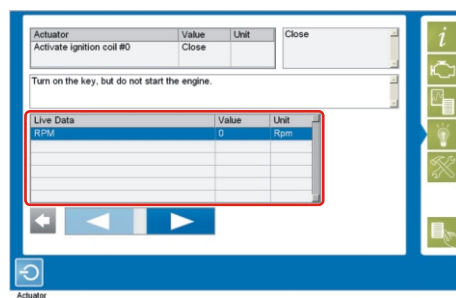 Actuator Value Unit
Activate ignition coil #0 Close
Close
Turn on the key, but do not start the engine.
Live Data Value Unit
RPM 0 Rpm
Actuator